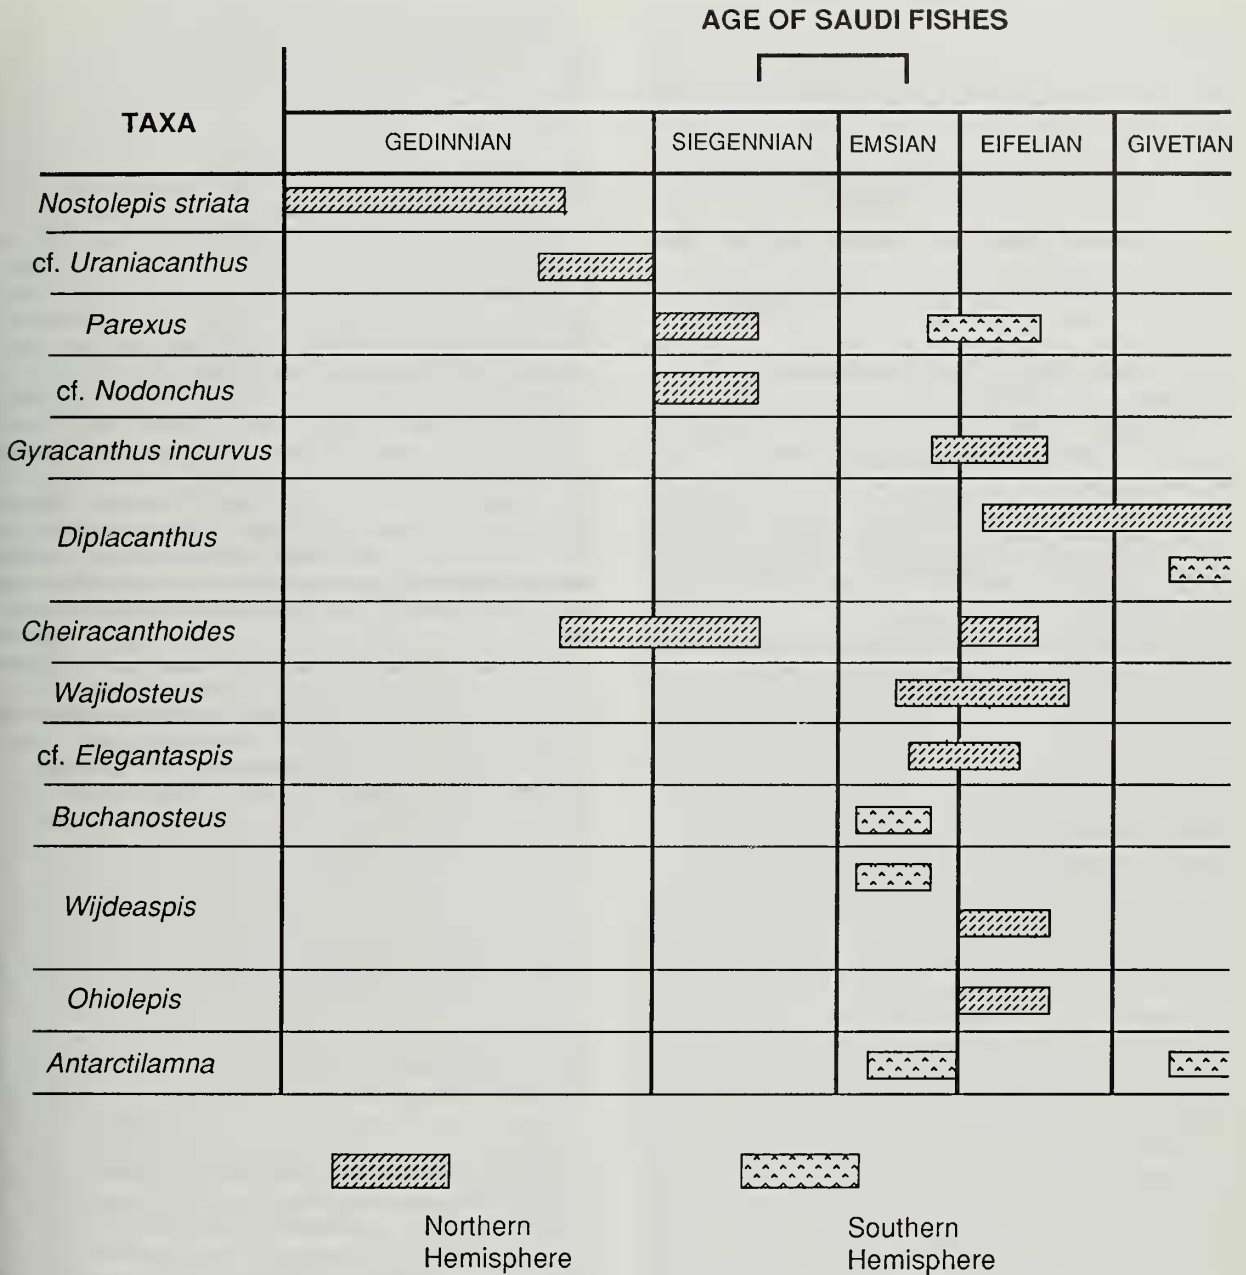 AGE OF SAUDI FISHES
TAXA
GEDINNIAN
SIEGENNIAN
EMSIAN
EIFELIAN
GIVETIAN
Nostolepis striata
cf. Uraniacanthus
Parexus
cf. Nodonchus
Gyracanthus incurvus
Diplacanthus
Cheiracanthoides
Wajidosteus
cf. Elegantaspis
Buchanosteus
Wijdeaspis
Ohiolepis
Antarctilamna
Northern
Hemisphere
Southern
Hemisphere